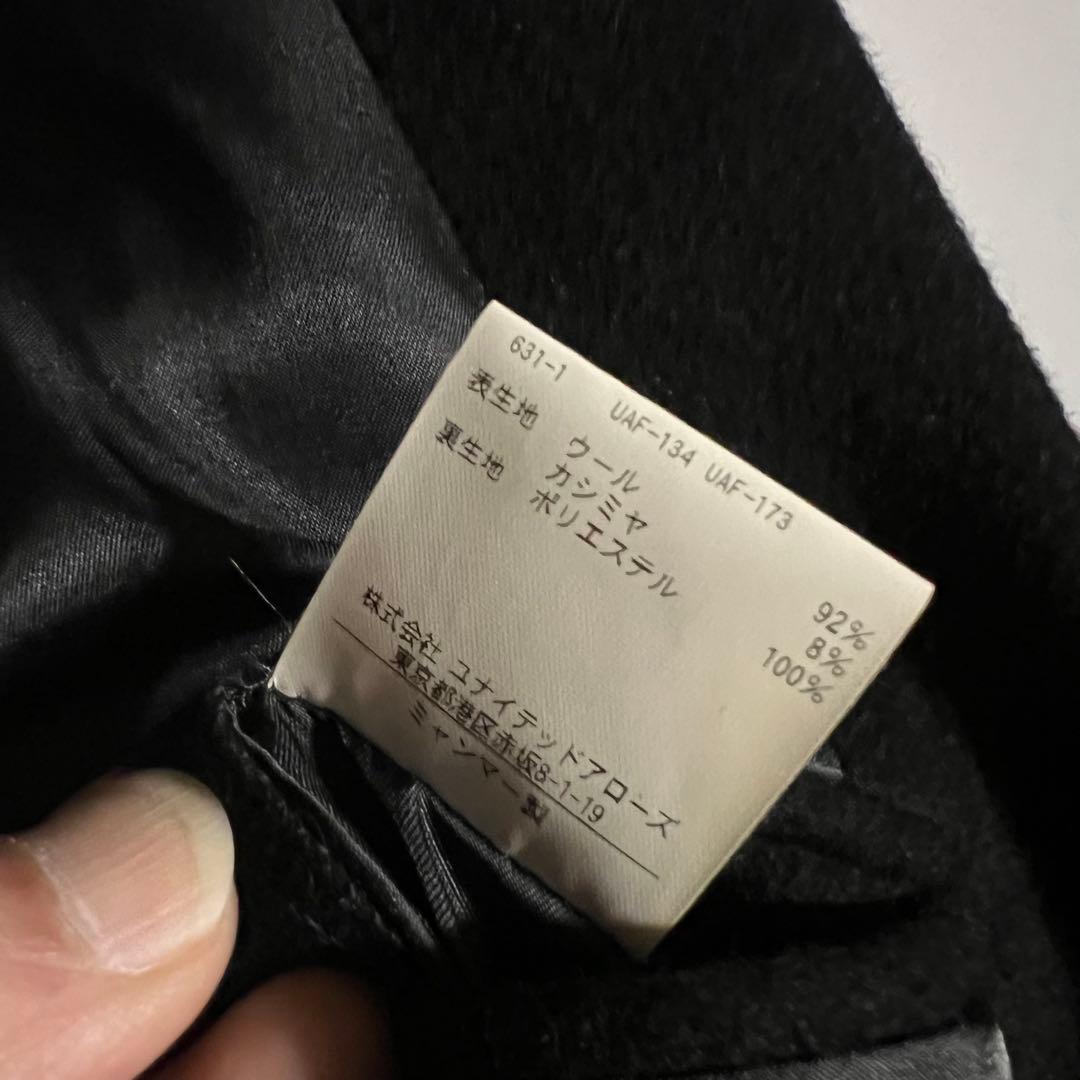 631-1 UAF-134 UAF-173
表生地 ウール 92%
カシミヤ 8%
裏生地 ポリエステル 100%
株式会社 ユナイテッドアローズ
東京都港区赤坂8-1-19
ミャンマー製